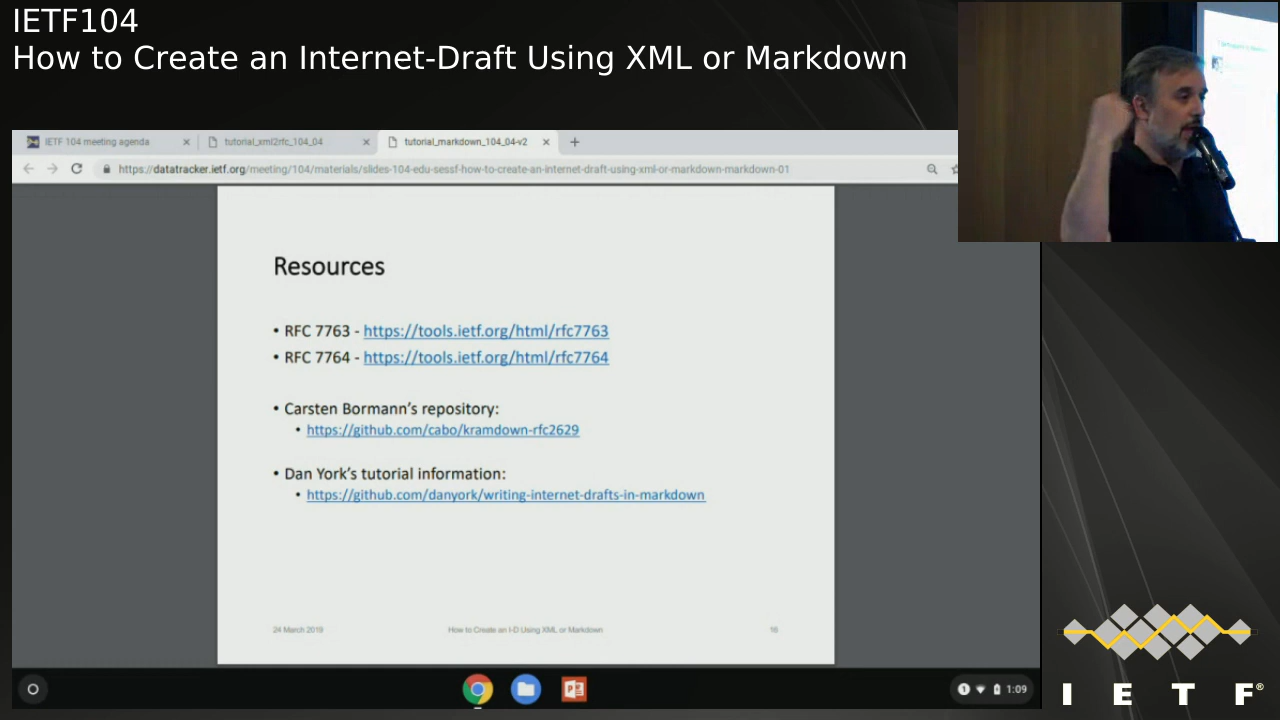 IETF104
How to Create an Internet-Draft Using XML or Markdown
IETF 104 meeting agenda
tutorial_xml2rfc_104_04
tutorial_markdown_104_04-v2
https://datatracker.ietf.org/meeting/104/materials/slides-104-edu-sessf-how-to-create-an-internet-draft-using-xml-or-markdown-markdown-01
Resources
• RFC 7763 - https://tools.ietf.org/html/rfc7763
• RFC 7764 - https://tools.ietf.org/html/rfc7764
• Carsten Bormann's repository:
• https://github.com/cabo/kramdown-rfc2629
• Dan York's tutorial information:
• https://github.com/danyork/writing-internet-drafts-in-markdown
24 March 2019 How to Create an I-D Using XML or Markdown 16
1 1:09
I E T F®